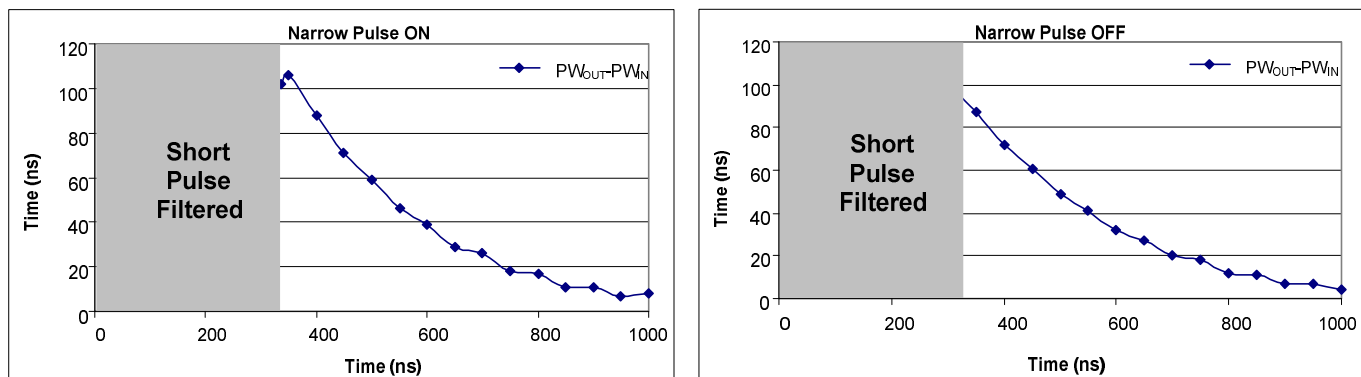 Narrow Pulse ON
PWOUT-PWIN
Time (ns)
120
100
80
60
40
20
0
Short
Pulse
Filtered
0 200 400 600 800 1000
Time (ns)
Narrow Pulse OFF
PWOUT-PWIN
Time (ns)
120
100
80
60
40
20
0
Short
Pulse
Filtered
0 200 400 600 800 1000
Time (ns)